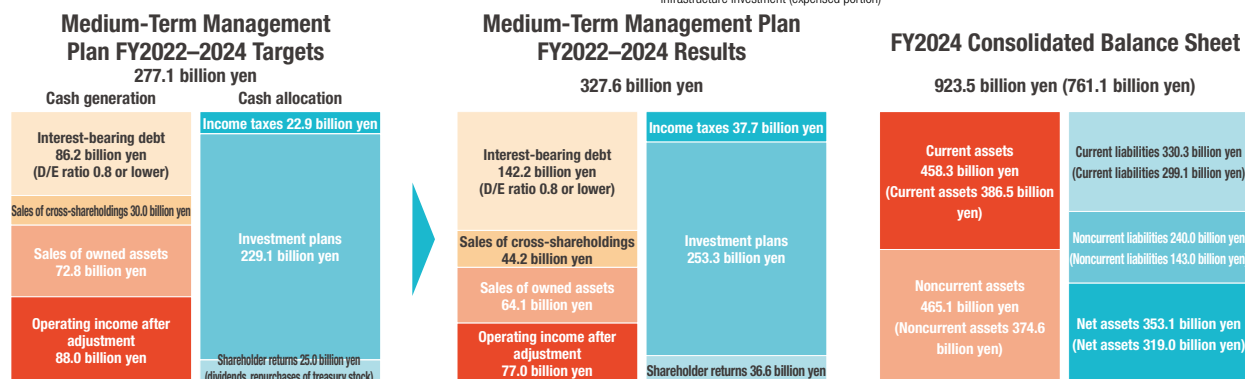 Infrastructure investment (expensed portion)
Medium-Term Management
Plan FY2022–2024 Targets
277.1 billion yen
Cash generation
Cash allocation
Interest-bearing debt
86.2 billion yen
(D/E ratio 0.8 or lower)
Sales of cross-shareholdings 30.0 billion yen
Sales of owned assets
72.8 billion yen
Operating income after
adjustment
88.0 billion yen
Income taxes 22.9 billion yen
Investment plans
229.1 billion yen
Shareholder returns 25.0 billion yen
(dividends, repurchases of treasury stock)
Medium-Term Management Plan
FY2022–2024 Results
327.6 billion yen
Interest-bearing debt
142.2 billion yen
(D/E ratio 0.8 or lower)
Sales of cross-shareholdings
44.2 billion yen
Sales of owned assets
64.1 billion yen
Operating income after
adjustment
77.0 billion yen
Income taxes 37.7 billion yen
Investment plans
253.3 billion yen
Shareholder returns 36.6 billion yen
FY2024 Consolidated Balance Sheet
923.5 billion yen (761.1 billion yen)
Current assets
458.3 billion yen
(Current assets 386.5 billion
yen)
Noncurrent assets
465.1 billion yen
(Noncurrent assets 374.6
billion yen)
Current liabilities 330.3 billion yen
(Current liabilities 299.1 billion yen)
Noncurrent liabilities 240.0 billion yen
(Noncurrent liabilities 143.0 billion yen
Net assets 353.1 billion yen
(Net assets 319.0 billion yen)